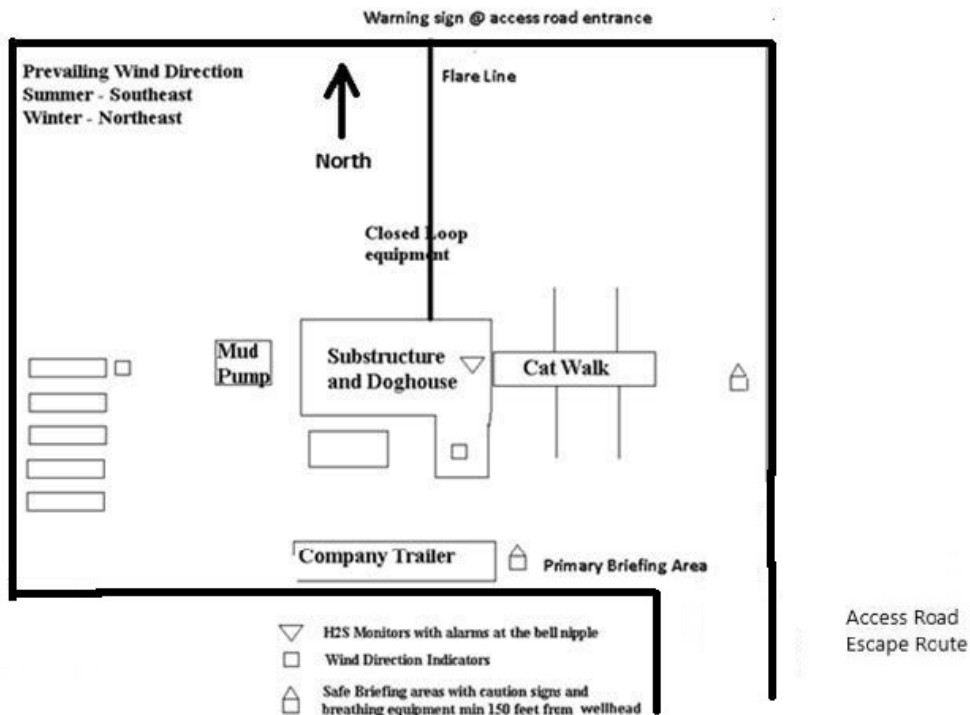 Warning sign @ access road entrance
Prevailing Wind Direction
Summer - Southeast
Winter - Northeast
Flare Line
North
Closed Loop
equipment
Mud
Pump
Substructure
and Doghouse
Cat Walk
Company Trailer
Primary Briefing Area
H2S Monitors with alarms at the bell nipple
Wind Direction Indicators
Safe Briefing areas with caution signs and
breathing equipment min 150 feet from wellhead
Access Road
Escape Route